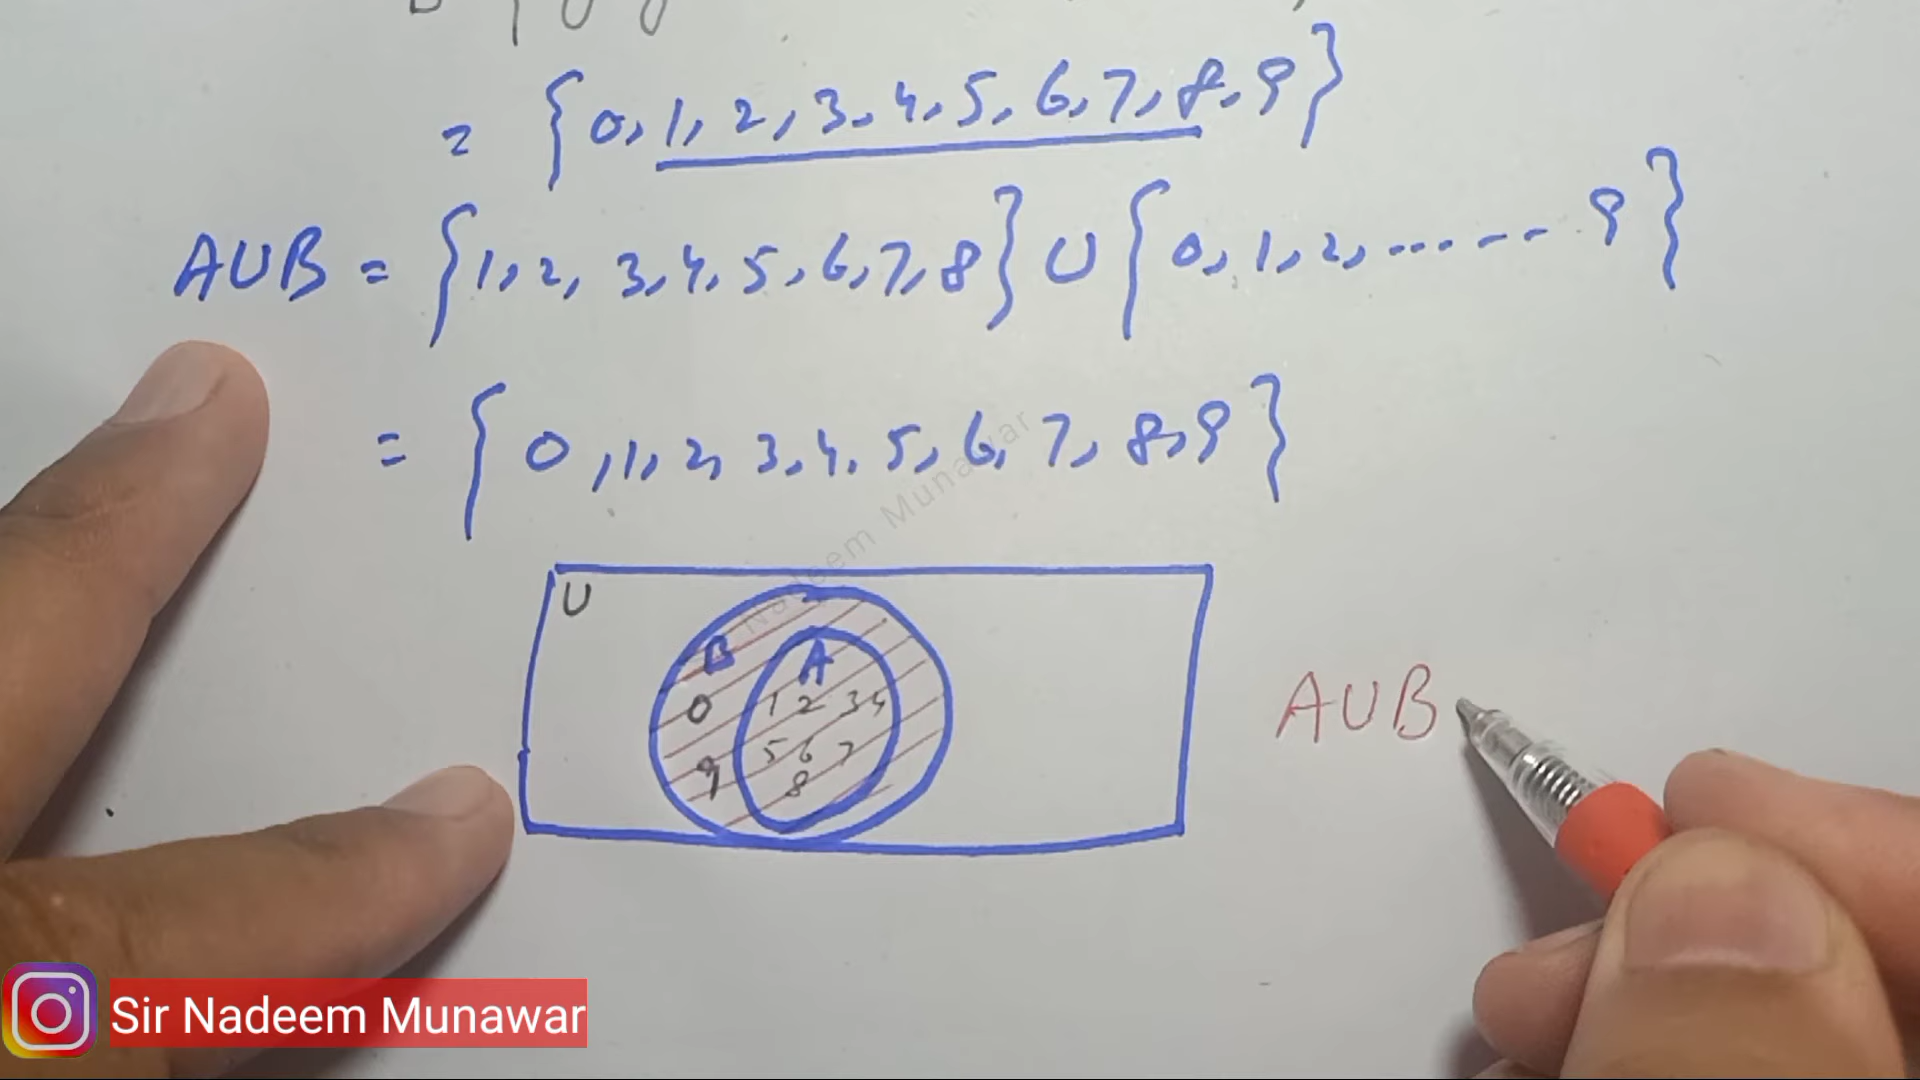 = {0, 1, 2, 3, 4, 5, 6, 7, 8, 9}
AUB = {1, 2, 3, 4, 5, 6, 7, 8} U {0, 1, 2, ........ 9}
= {0, 1, 2, 3, 4, 5, 6, 7, 8, 9}
Nadeem Munawar
U
B A
0 1 2 3 4
5 6 7
9 8
AUB
Sir Nadeem Munawar